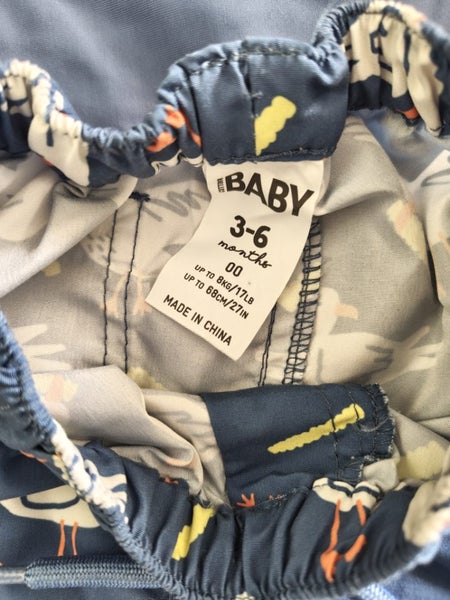 BABY
3-6
months
00
UP TO 8KG/17LB
UP TO 68CM/27IN
MADE IN CHINA